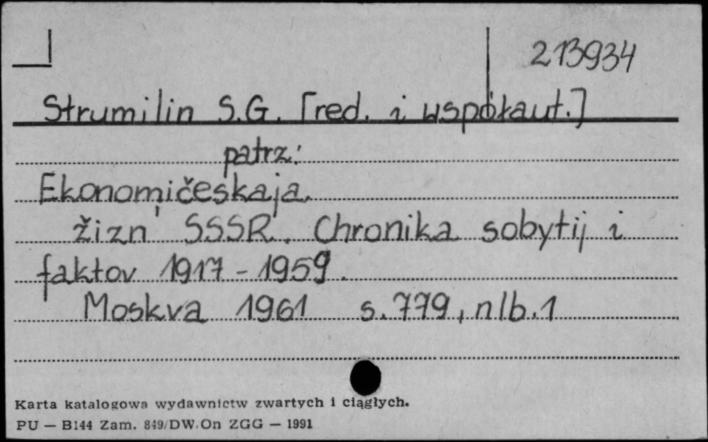 213934
Strumilin S.G. [red. i współaut.]
patrz:
Ekonomičeskaja
žizn' SSSR. Chronika sobytij i
faktov 1917 - 1959.
Moskva 1961 s. 779, nlb. 1
Karta katalogowa wydawnictw zwartych i ciągłych.
PU — B144 Zam. 849/DW.On ZGG — 1991